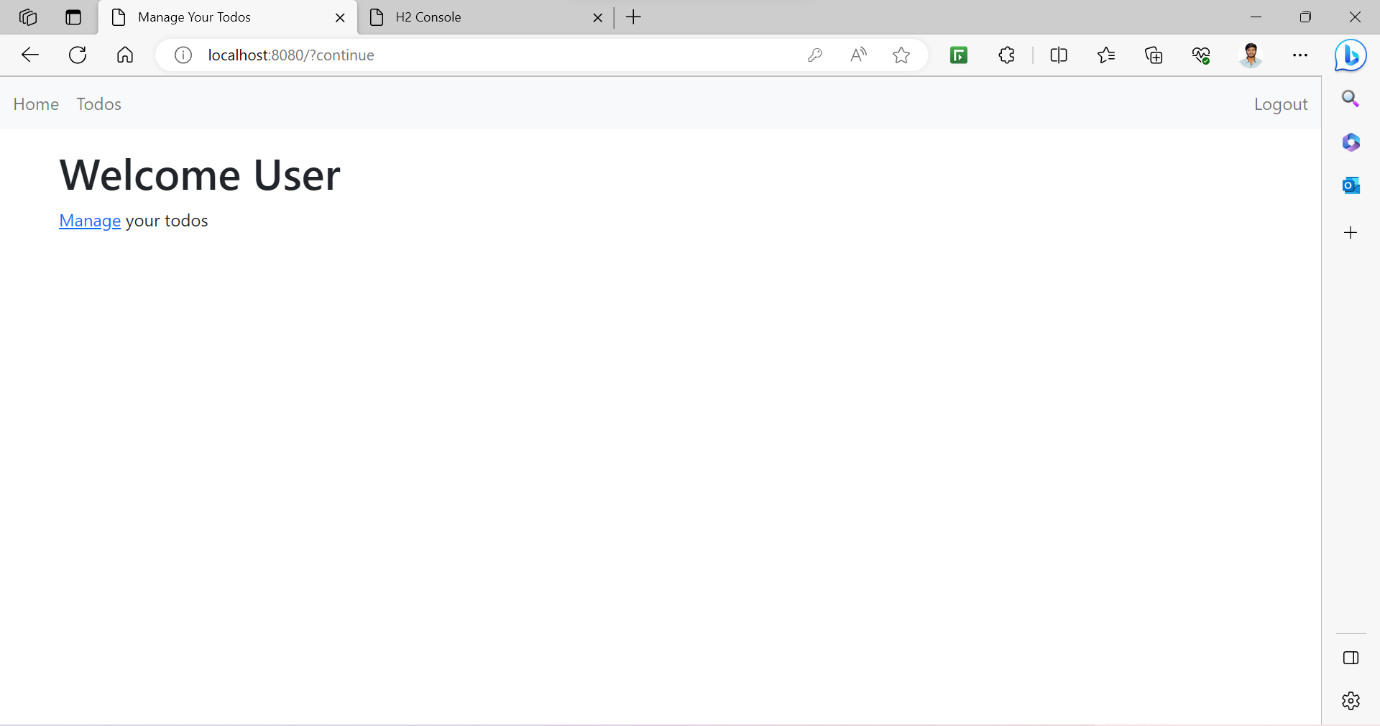 Manage Your Todos H2 Console
localhost:8080/?continue
Home Todos Logout
Welcome User
Manage your todos